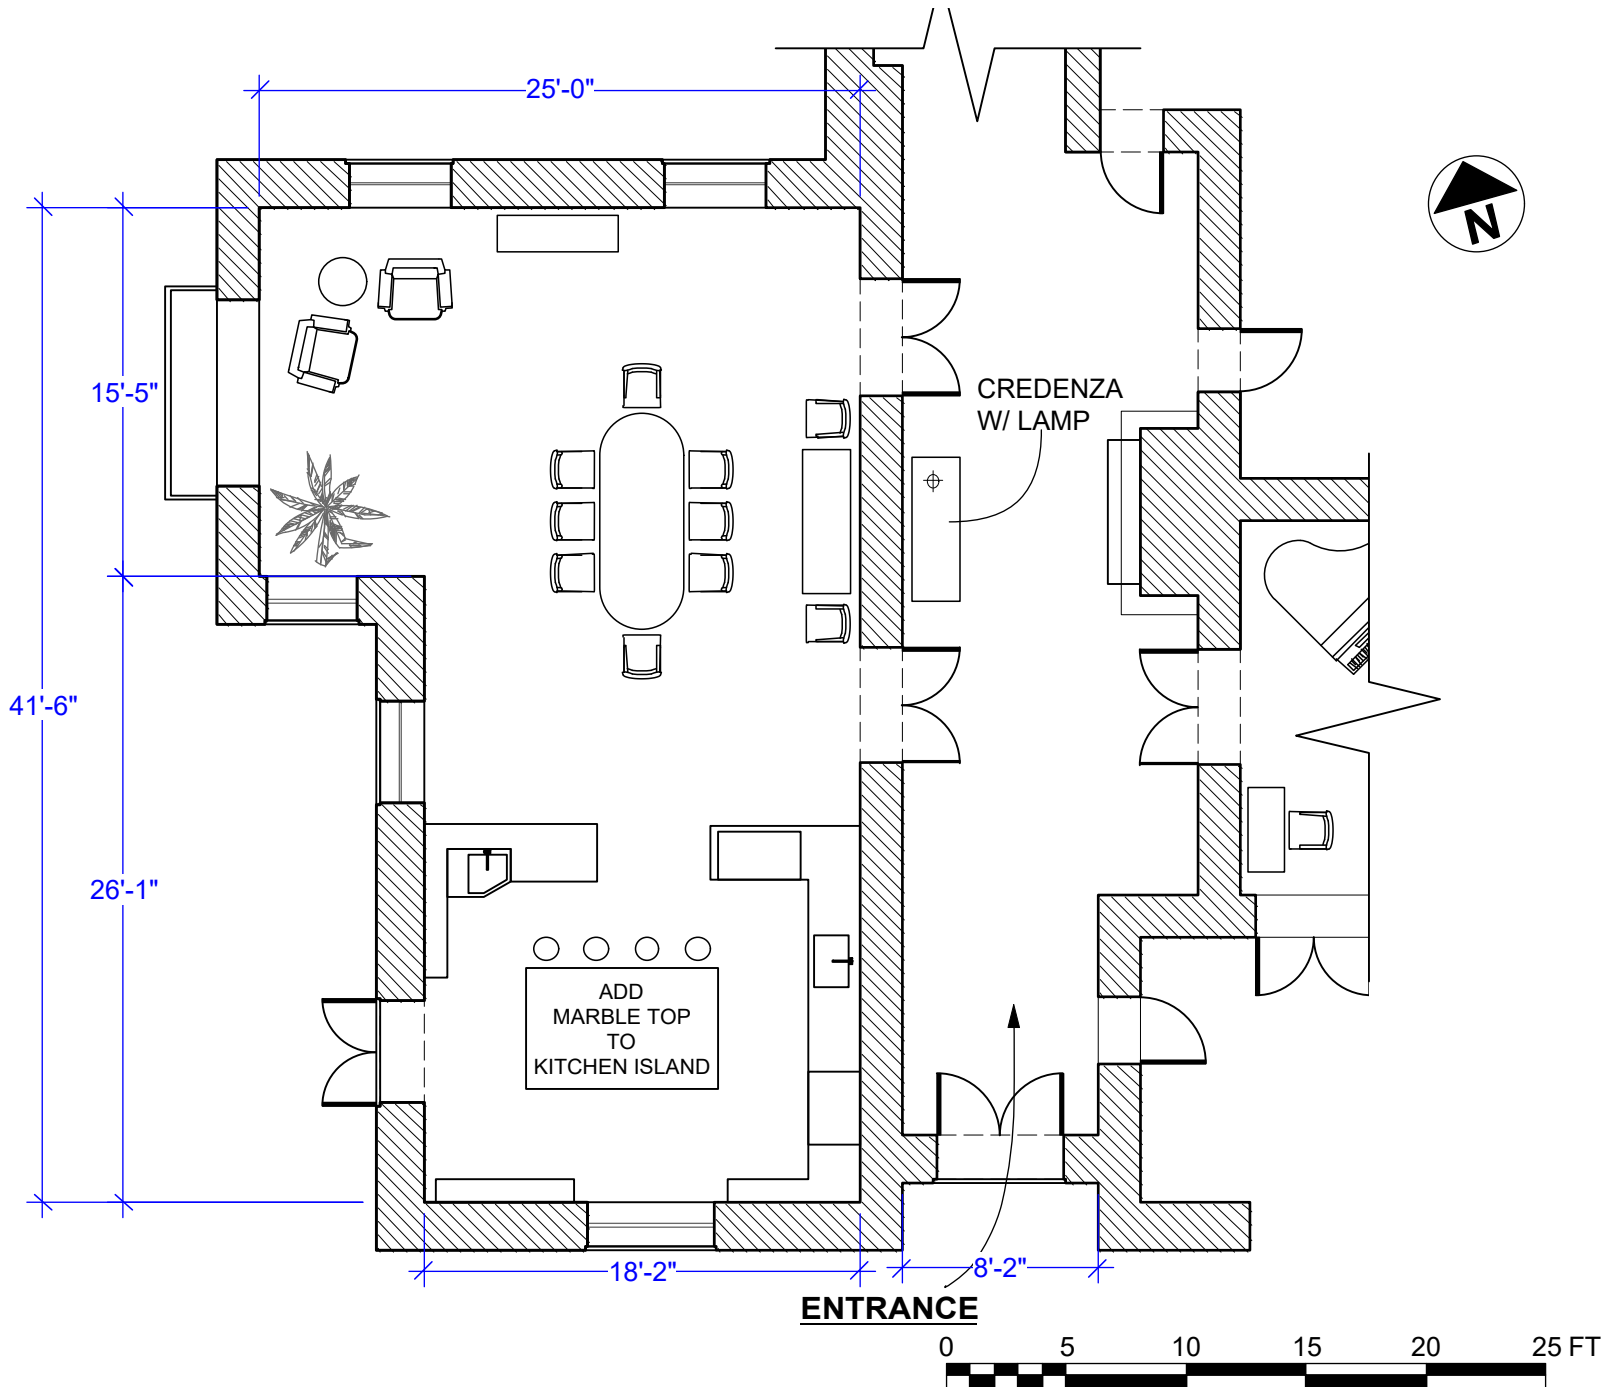 25'-0"
N
15'-5"
CREDENZA
W/ LAMP
41'-6"
26'-1"
ADD
MARBLE TOP
TO
KITCHEN ISLAND
18'-2"
8'-2"
ENTRANCE
0 5 10 15 20 25 FT